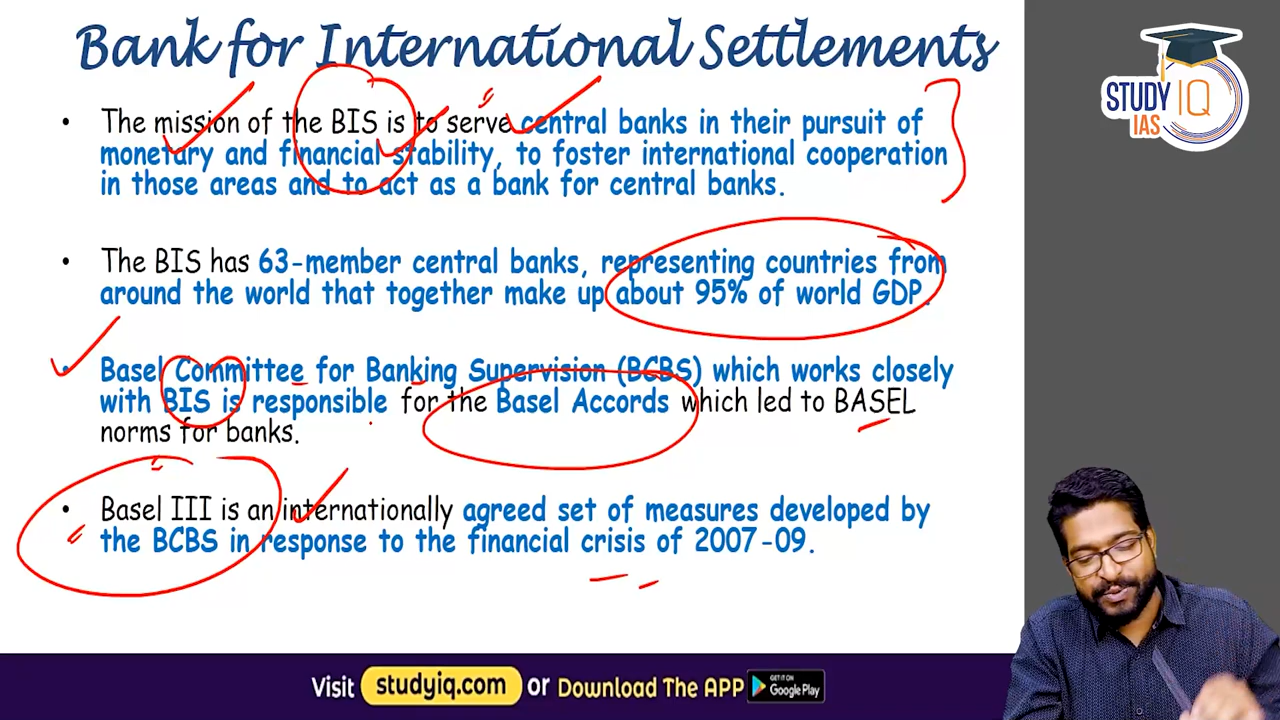 Bank for International Settlements
STUDY IQ
IAS
• The mission of the BIS is to serve central banks in their pursuit of
monetary and financial stability, to foster international cooperation
in those areas and to act as a bank for central banks.
• The BIS has 63-member central banks, representing countries from
around the world that together make up about 95% of world GDP.
• Basel Committee for Banking Supervision (BCBS) which works closely
with BIS is responsible for the Basel Accords which led to BASEL
norms for banks.
• Basel III is an internationally agreed set of measures developed by
the BCBS in response to the financial crisis of 2007-09.
Visit studyiq.com or Download The APP GET IT ON Google Play